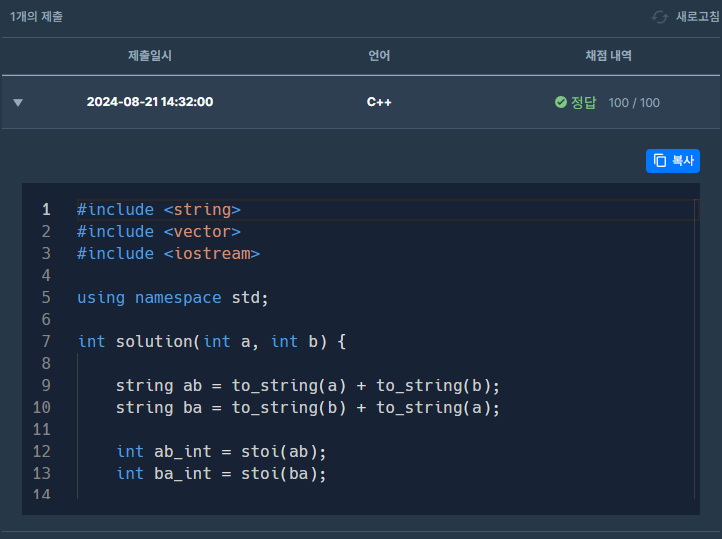 1개의 제출 새로고침
제출일시 언어 채점 내역
2024-08-21 14:32:00 C++ 정답 100 / 100
복사
1 #include <string>
2 #include <vector>
3 #include <iostream>
4
5 using namespace std;
6
7 int solution(int a, int b) {
8
9 string ab = to_string(a) + to_string(b);
10 string ba = to_string(b) + to_string(a);
11
12 int ab_int = stoi(ab);
13 int ba_int = stoi(ba);
14